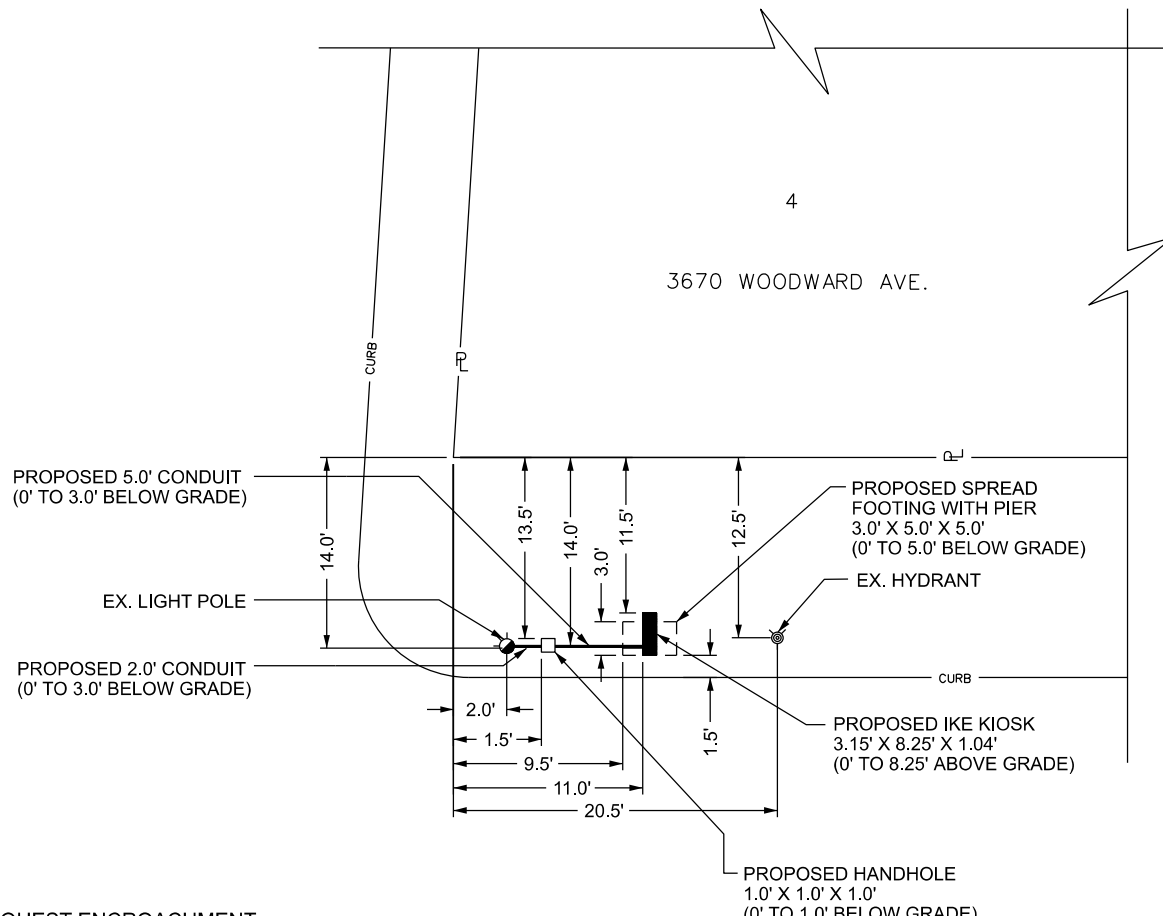 4
3670 WOODWARD AVE.
CURB
PL
PL
PROPOSED 5.0' CONDUIT
(0' TO 3.0' BELOW GRADE)
14.0'
13.5'
14.0'
11.5'
3.0'
12.5'
PROPOSED SPREAD
FOOTING WITH PIER
3.0' X 5.0' X 5.0'
(0' TO 5.0' BELOW GRADE)
EX. HYDRANT
EX. LIGHT POLE
PROPOSED 2.0' CONDUIT
(0' TO 3.0' BELOW GRADE)
CURB
2.0'
1.5'
1.5'
9.5'
11.0'
20.5'
PROPOSED IKE KIOSK
3.15' X 8.25' X 1.04'
(0' TO 8.25' ABOVE GRADE)
PROPOSED HANDHOLE
1.0' X 1.0' X 1.0'
(0' TO 1.0' BELOW GRADE)
QUEST ENCROACHMENT